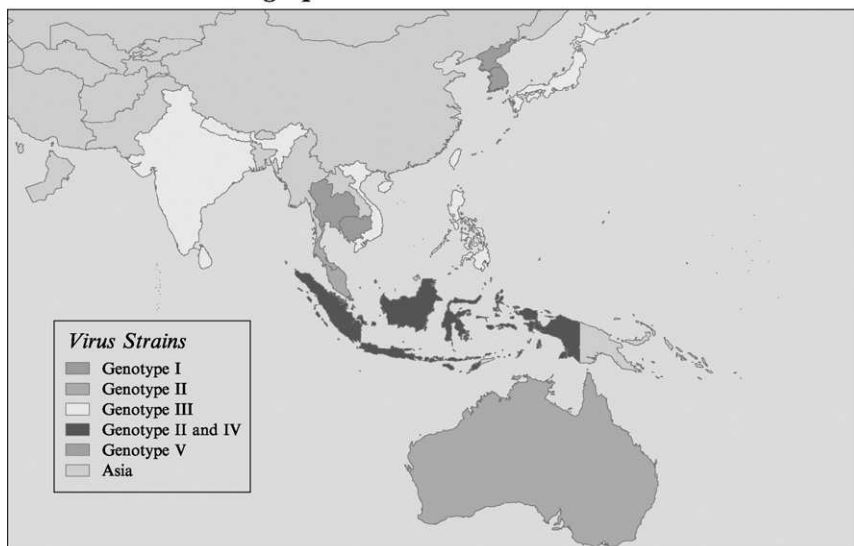 Virus Strains
Genotype I
Genotype II
Genotype III
Genotype II and IV
Genotype V
Asia